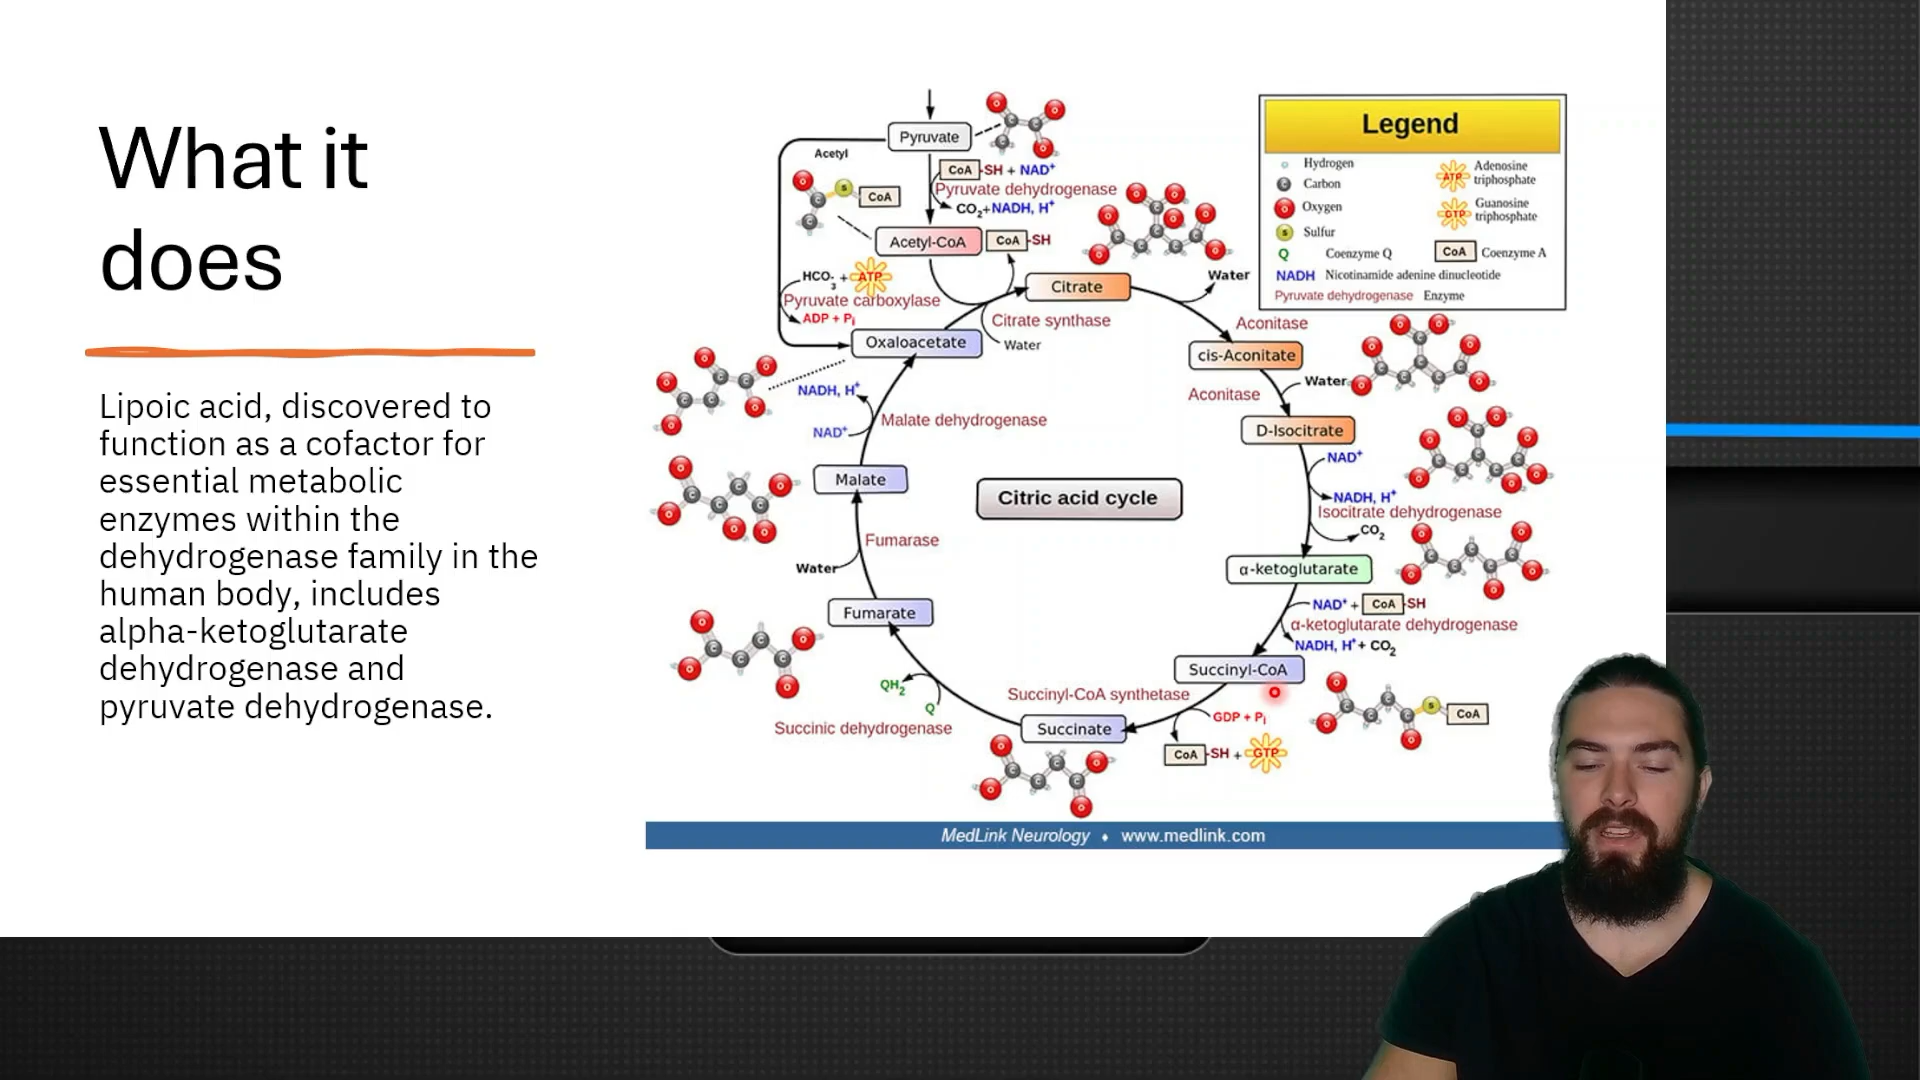 What it
does
Lipoic acid, discovered to
function as a cofactor for
essential metabolic
enzymes within the
dehydrogenase family in the
human body, includes
alpha-ketoglutarate
dehydrogenase and
pyruvate dehydrogenase.
Pyruvate
Acetyl
CoA
CoA-SH + NAD+
Pyruvate dehydrogenase
CO2+NADH, H+
Acetyl-CoA
CoA-SH
HCO3- + ATP
Pyruvate carboxylase
ADP + Pi
Oxaloacetate
Citrate
Citrate synthase
Water
Water
Aconitase
cis-Aconitate
Water
Aconitase
D-Isocitrate
NAD+
NADH, H+
Isocitrate dehydrogenase
CO2
α-ketoglutarate
NAD+ + CoA-SH
α-ketoglutarate dehydrogenase
NADH, H+ + CO2
Succinyl-CoA
Succinyl-CoA synthetase
GDP + Pi
CoA-SH + GTP
S CoA
Succinate
QH2
Q
Succinic dehydrogenase
Fumarate
Water
Fumarase
Malate
NAD+
NADH, H+
Malate dehydrogenase
Citric acid cycle
Legend
Hydrogen
Carbon
Oxygen
S Sulfur
Q Coenzyme Q
ATP Adenosine
triphosphate
GTP Guanosine
triphosphate
CoA Coenzyme A
NADH Nicotinamide adenine dinucleotide
Pyruvate dehydrogenase Enzyme
MedLink Neurology ♦ www.medlink.com